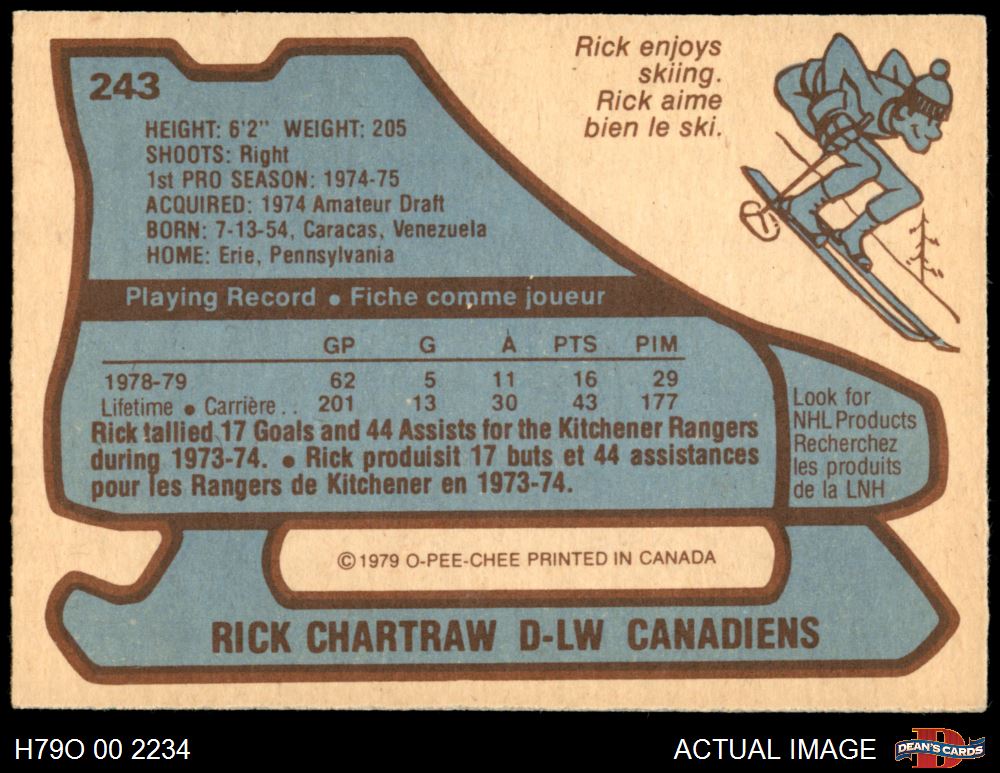 243
HEIGHT: 6'2" WEIGHT: 205
SHOOTS: Right
1st PRO SEASON: 1974-75
ACQUIRED: 1974 Amateur Draft
BORN: 7-13-54, Caracas, Venezuela
HOME: Erie, Pennsylvania
Rick enjoys
skiing.
Rick aime
bien le ski.
Playing Record • Fiche comme joueur
GP G A PTS PIM
1978-79 62 5 11 16 29
Lifetime • Carrière . . 201 13 30 43 177
Rick tallied 17 Goals and 44 Assists for the Kitchener Rangers
during 1973-74. • Rick produisit 17 buts et 44 assistances
pour les Rangers de Kitchener en 1973-74.
Look for
NHL Products
Recherchez
les produits
de la LNH
© 1979 O-PEE-CHEE PRINTED IN CANADA
RICK CHARTRAW D-LW CANADIENS
H79O 00 2234
ACTUAL IMAGE
DEAN'S CARDS